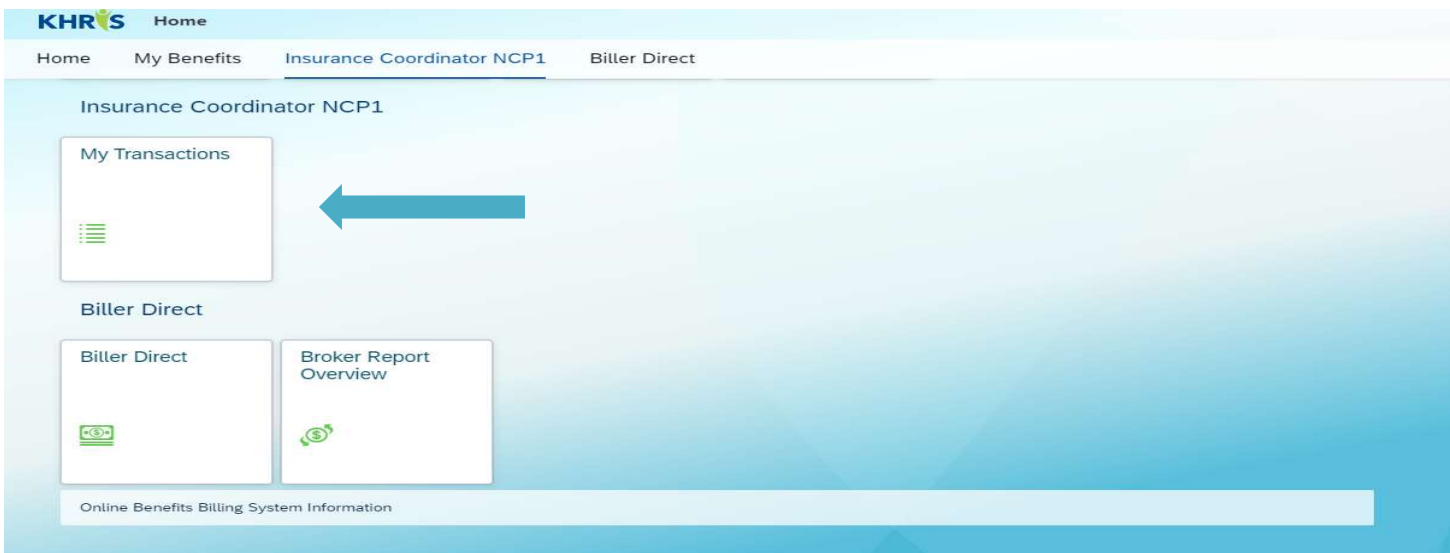 KHRIS Home
Home My Benefits Insurance Coordinator NCP1 Biller Direct
Insurance Coordinator NCP1
My Transactions
Biller Direct
Biller Direct
Broker Report
Overview
Online Benefits Billing System Information